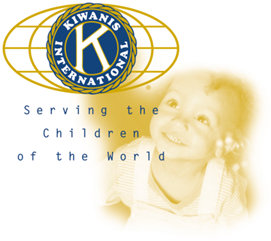 KIWANIS
K
INTERNATIONAL
Serving the
Children
of the World